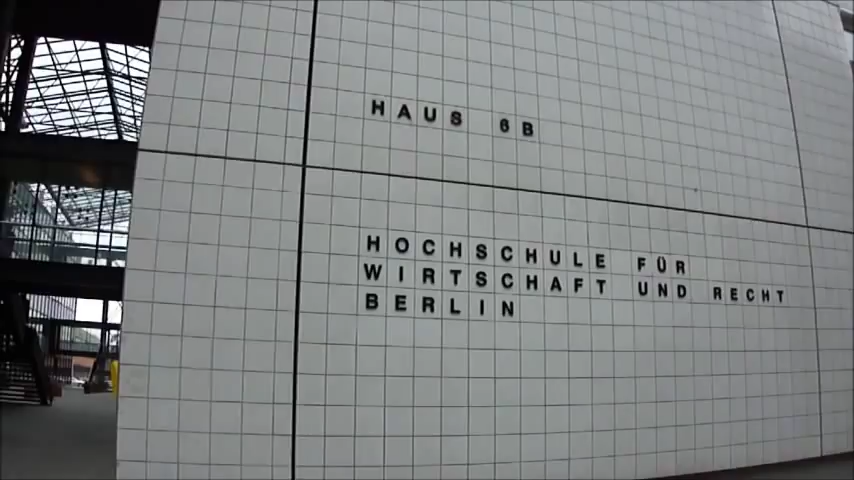 HAUS 6B
HOCHSCHULE FÜR
WIRTSCHAFT UND RECHT
BERLIN